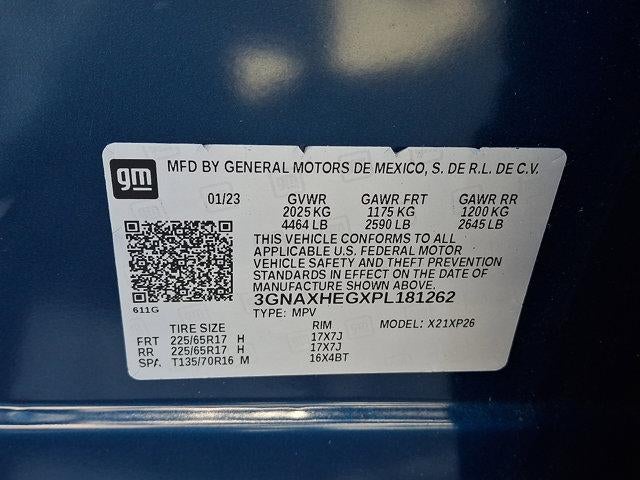 gm
MFD BY GENERAL MOTORS DE MEXICO, S. DE R.L. DE C.V.
01/23 GVWR GAWR FRT GAWR RR
2025 KG 1175 KG 1200 KG
4464 LB 2590 LB 2645 LB
THIS VEHICLE CONFORMS TO ALL
APPLICABLE U.S. FEDERAL MOTOR
VEHICLE SAFETY AND THEFT PREVENTION
STANDARDS IN EFFECT ON THE DATE OF
MANUFACTURE SHOWN ABOVE.
3GNAXHEGXPL181262
611G
TYPE: MPV
TIRE SIZE RIM MODEL: X21XP26
FRT 225/65R17 H 17X7J
RR 225/65R17 H 17X7J
SPA. T135/70R16 M 16X4BT